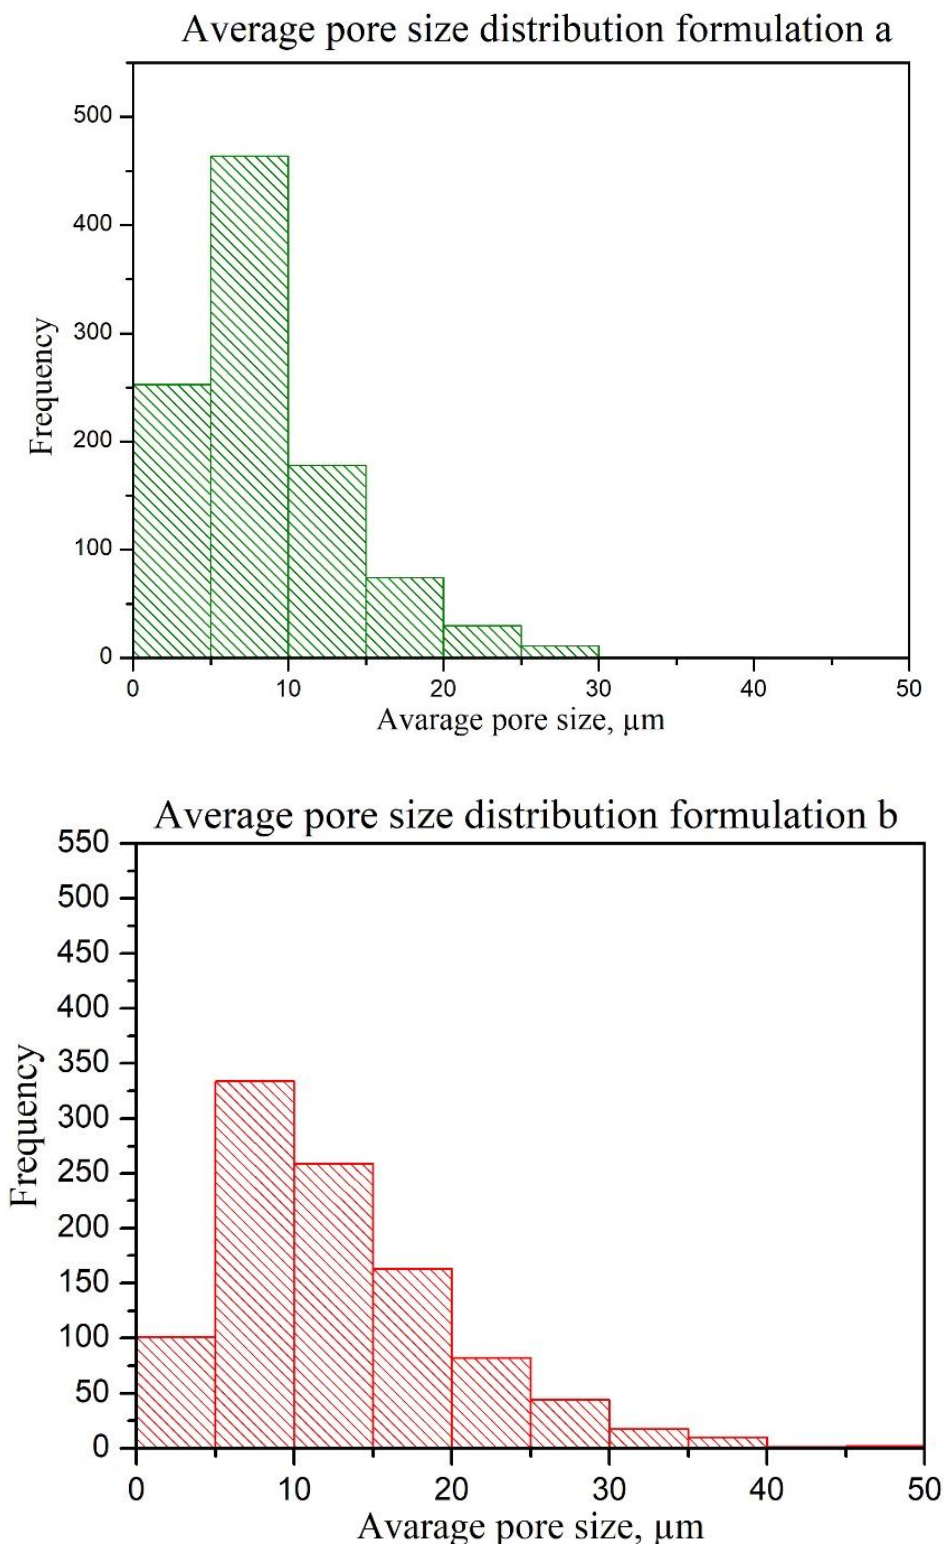 Average pore size distribution formulation a
500
400
300
200
100
0
Frequency
0 10 20 30 40 50
Avarage pore size, µm
Average pore size distribution formulation b
550
500
450
400
350
300
250
200
150
100
50
0
Frequency
0 10 20 30 40 50
Avarage pore size, µm